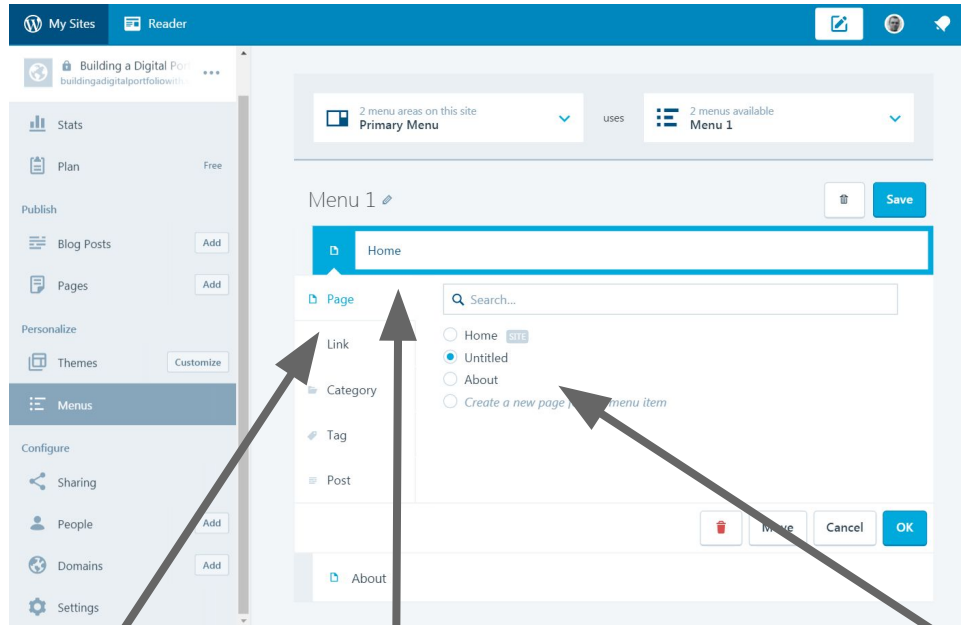 My Sites Reader
Building a Digital Por
buildingadigitalportfoliowith
2 menu areas on this site
Primary Menu
uses
2 menus available
Menu 1
Stats
Plan Free
Publish
Blog Posts Add
Pages Add
Personalize
Themes Customize
Menus
Configure
Sharing
People Add
Domains Add
Settings
Menu 1
Save
Home
Page
Link
Category
Tag
Post
Search...
Home SITE
Untitled
About
Create a new page menu item
Move Cancel OK
About